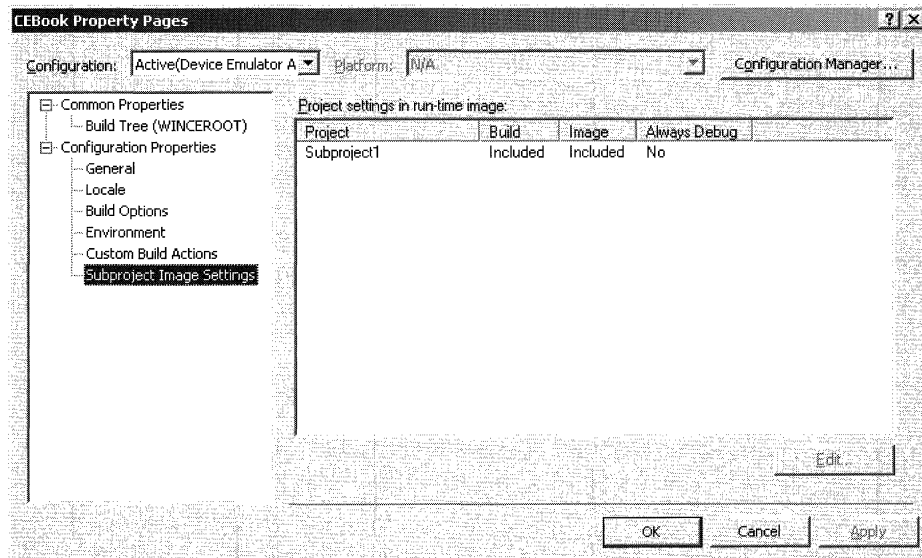 CEBook Property Pages
Configuration: Active(Device Emulator A Platform: N/A Configuration Manager...
Common Properties
Build Tree (WINCEROOT)
Configuration Properties
General
Locale
Build Options
Environment
Custom Build Actions
Subproject Image Settings
Project settings in run-time image:
Project Build Image Always Debug
Subproject1 Included Included No
Edit...
OK Cancel Apply